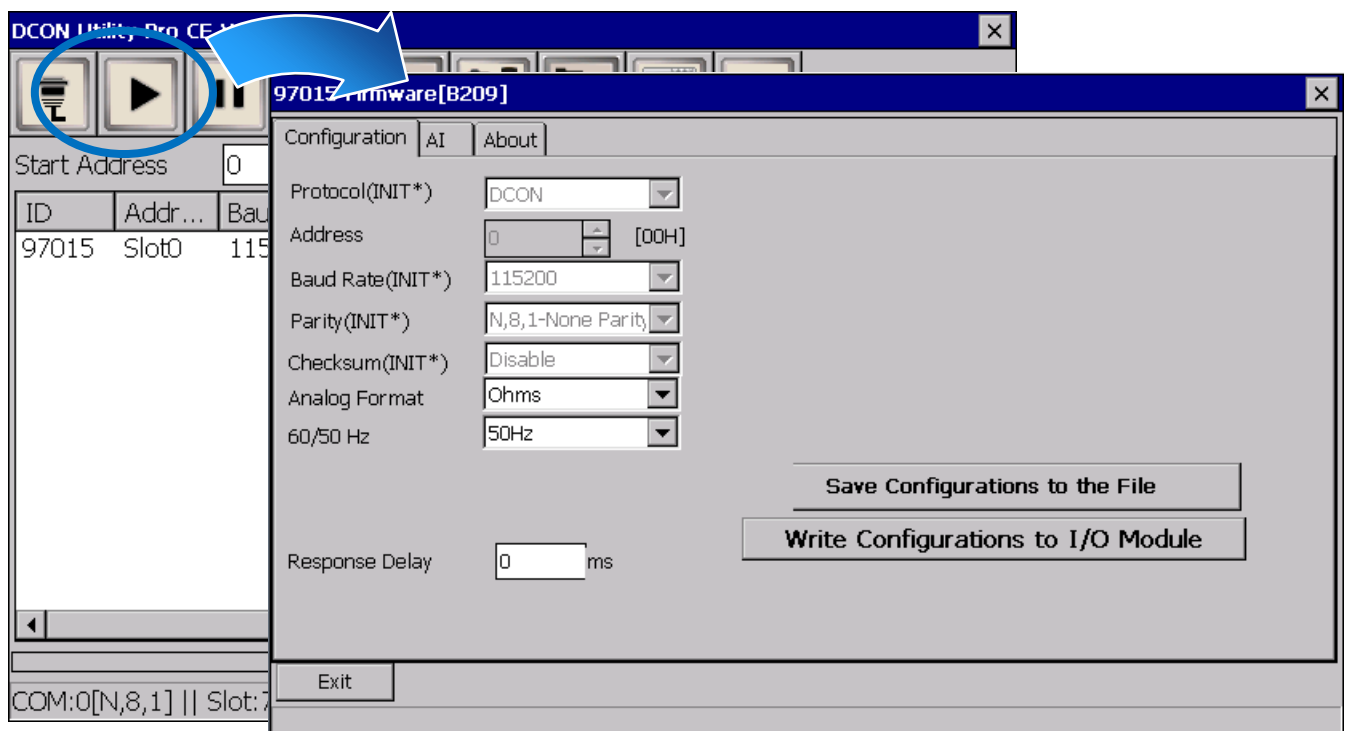 DCON Utility Pro CE
97015 Firmware[B209]
Configuration AI About
Start Address 0
ID Addr... Bau
97015 Slot0 115
Protocol(INIT*) DCON
Address 0 [00H]
Baud Rate(INIT*) 115200
Parity(INIT*) N,8,1-None Parity
Checksum(INIT*) Disable
Analog Format Ohms
60/50 Hz 50Hz
Save Configurations to the File
Write Configurations to I/O Module
Response Delay 0 ms
Exit
COM:0[N,8,1] || Slot: